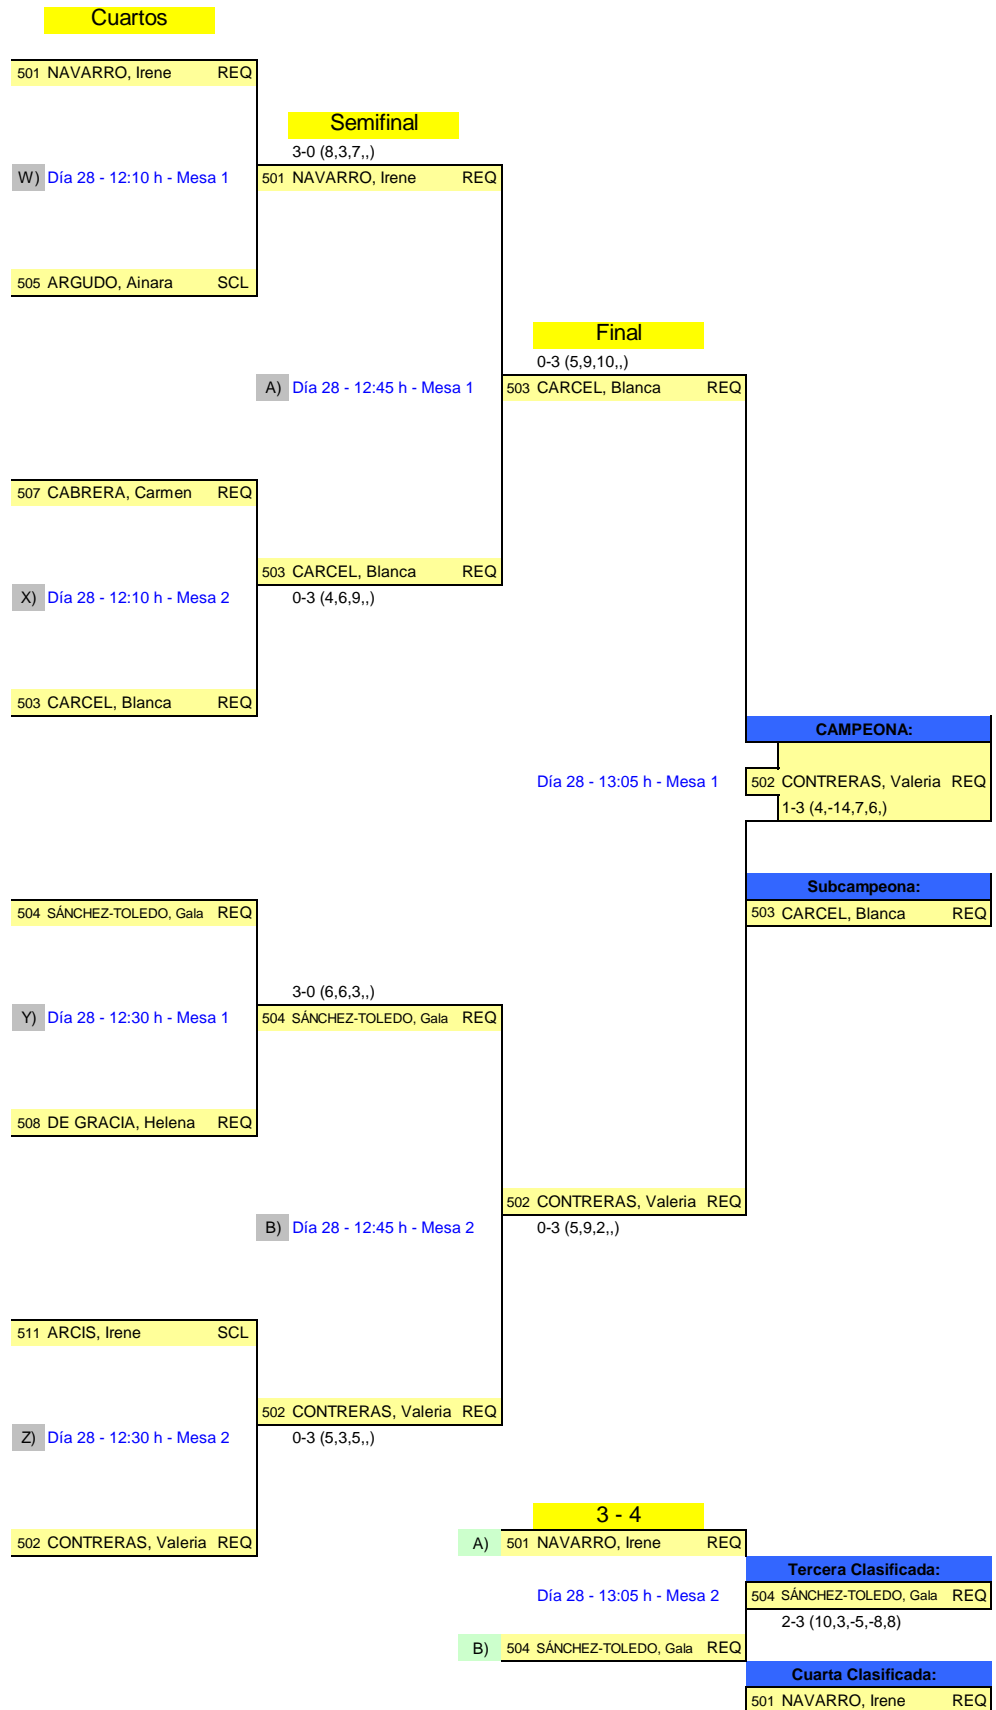 Cuartos
501 NAVARRO, Irene REQ
Semifinal
3-0 (8,3,7,,)
W) Día 28 - 12:10 h - Mesa 1
501 NAVARRO, Irene REQ
505 ARGUDO, Ainara SCL
Final
0-3 (5,9,10,,)
A) Día 28 - 12:45 h - Mesa 1
503 CARCEL, Blanca REQ
507 CABRERA, Carmen REQ
503 CARCEL, Blanca REQ
X) Día 28 - 12:10 h - Mesa 2
0-3 (4,6,9,,)
503 CARCEL, Blanca REQ
CAMPEONA:
Día 28 - 13:05 h - Mesa 1
502 CONTRERAS, Valeria REQ
1-3 (4,-14,7,6,)
Subcampeona:
504 SÁNCHEZ-TOLEDO, Gala REQ
503 CARCEL, Blanca REQ
3-0 (6,6,3,,)
Y) Día 28 - 12:30 h - Mesa 1
504 SÁNCHEZ-TOLEDO, Gala REQ
508 DE GRACIA, Helena REQ
502 CONTRERAS, Valeria REQ
B) Día 28 - 12:45 h - Mesa 2
0-3 (5,9,2,,)
511 ARCIS, Irene SCL
502 CONTRERAS, Valeria REQ
Z) Día 28 - 12:30 h - Mesa 2
0-3 (5,3,5,,)
3 - 4
502 CONTRERAS, Valeria REQ
A) 501 NAVARRO, Irene REQ
Tercera Clasificada:
Día 28 - 13:05 h - Mesa 2
504 SÁNCHEZ-TOLEDO, Gala REQ
2-3 (10,3,-5,-8,8)
B) 504 SÁNCHEZ-TOLEDO, Gala REQ
Cuarta Clasificada:
501 NAVARRO, Irene REQ